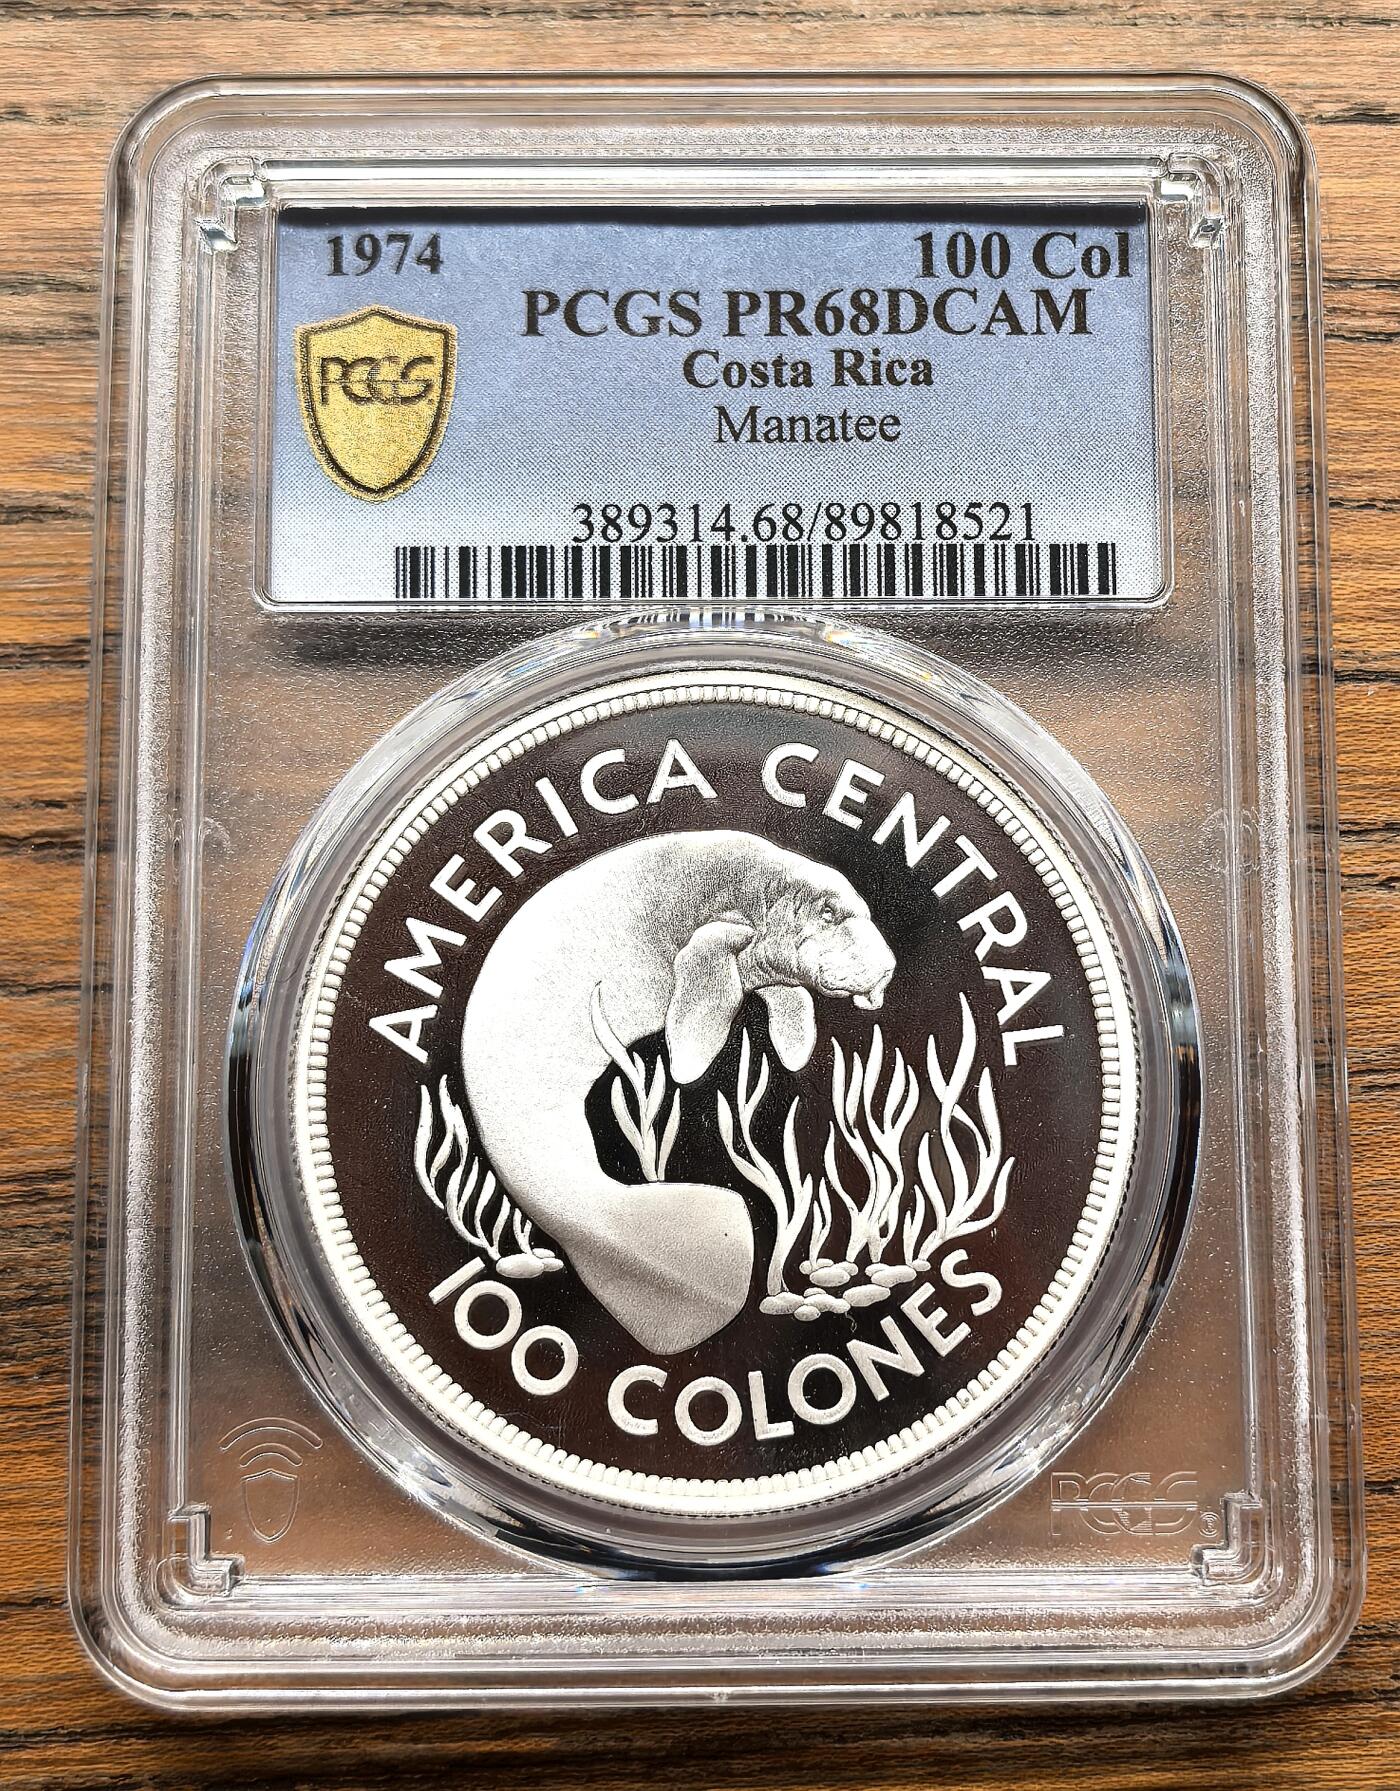 1974
100 Col
PCGS PR68DCAM
PCGS
Costa Rica
Manatee
389314.68/89818521
AMERICA CENTRAL
100 COLONES
PCGS